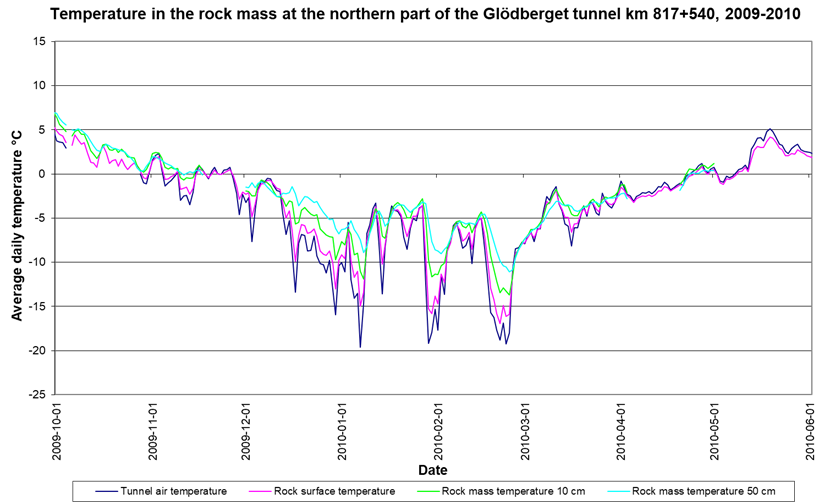 Temperature in the rock mass at the northern part of the Glödberget tunnel km 817+540, 2009-2010
Average daily temperature °C
15
10
5
0
-5
-10
-15
-20
-25
2009-10-01
2009-11-01
2009-12-01
2010-01-01
2010-02-01
2010-03-01
2010-04-01
2010-05-01
2010-06-01
Date
Tunnel air temperature
Rock surface temperature
Rock mass temperature 10 cm
Rock mass temperature 50 cm